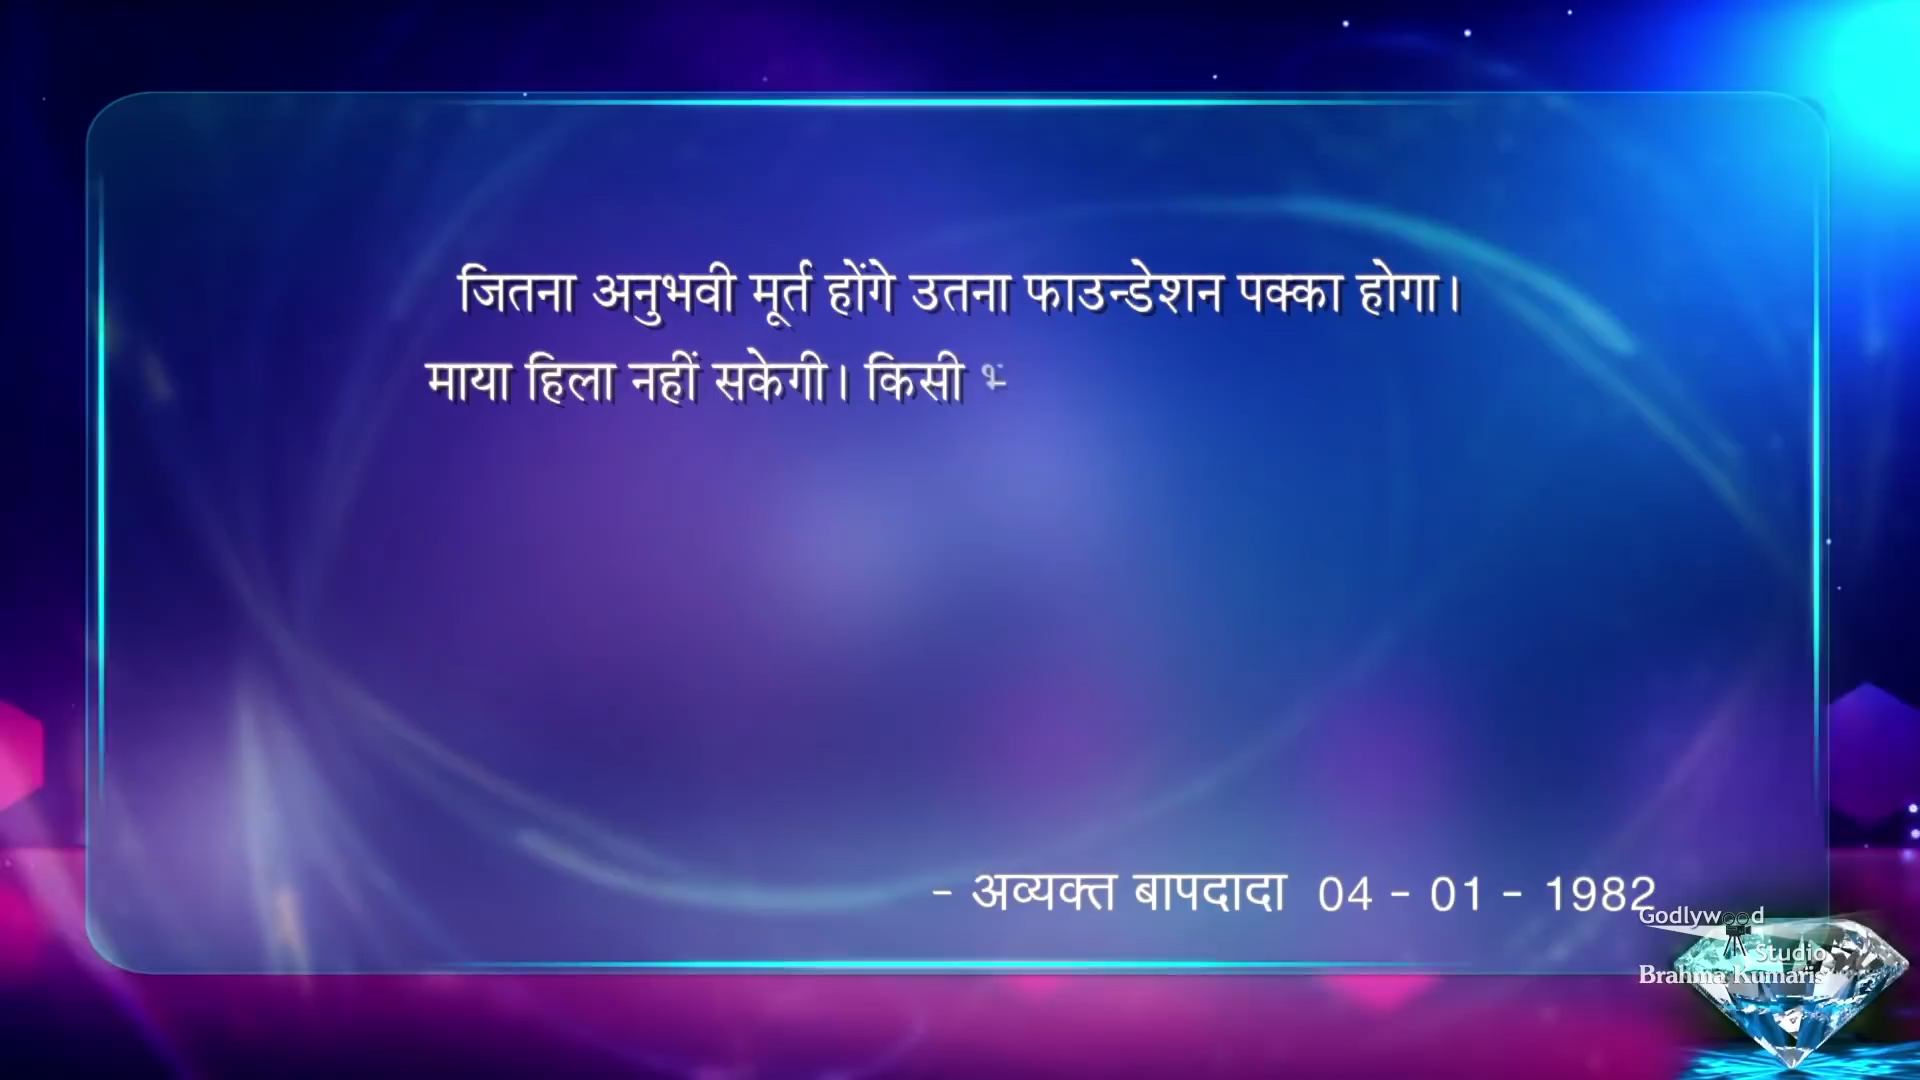 जितना अनुभवी मूर्त होंगे उतना फाउन्डेशन पक्का होगा।
माया हिला नहीं सकेगी। किसी
- अव्यक्त बापदादा 04 - 01 - 1982
Godlywood
Studio
Brahma Kumaris